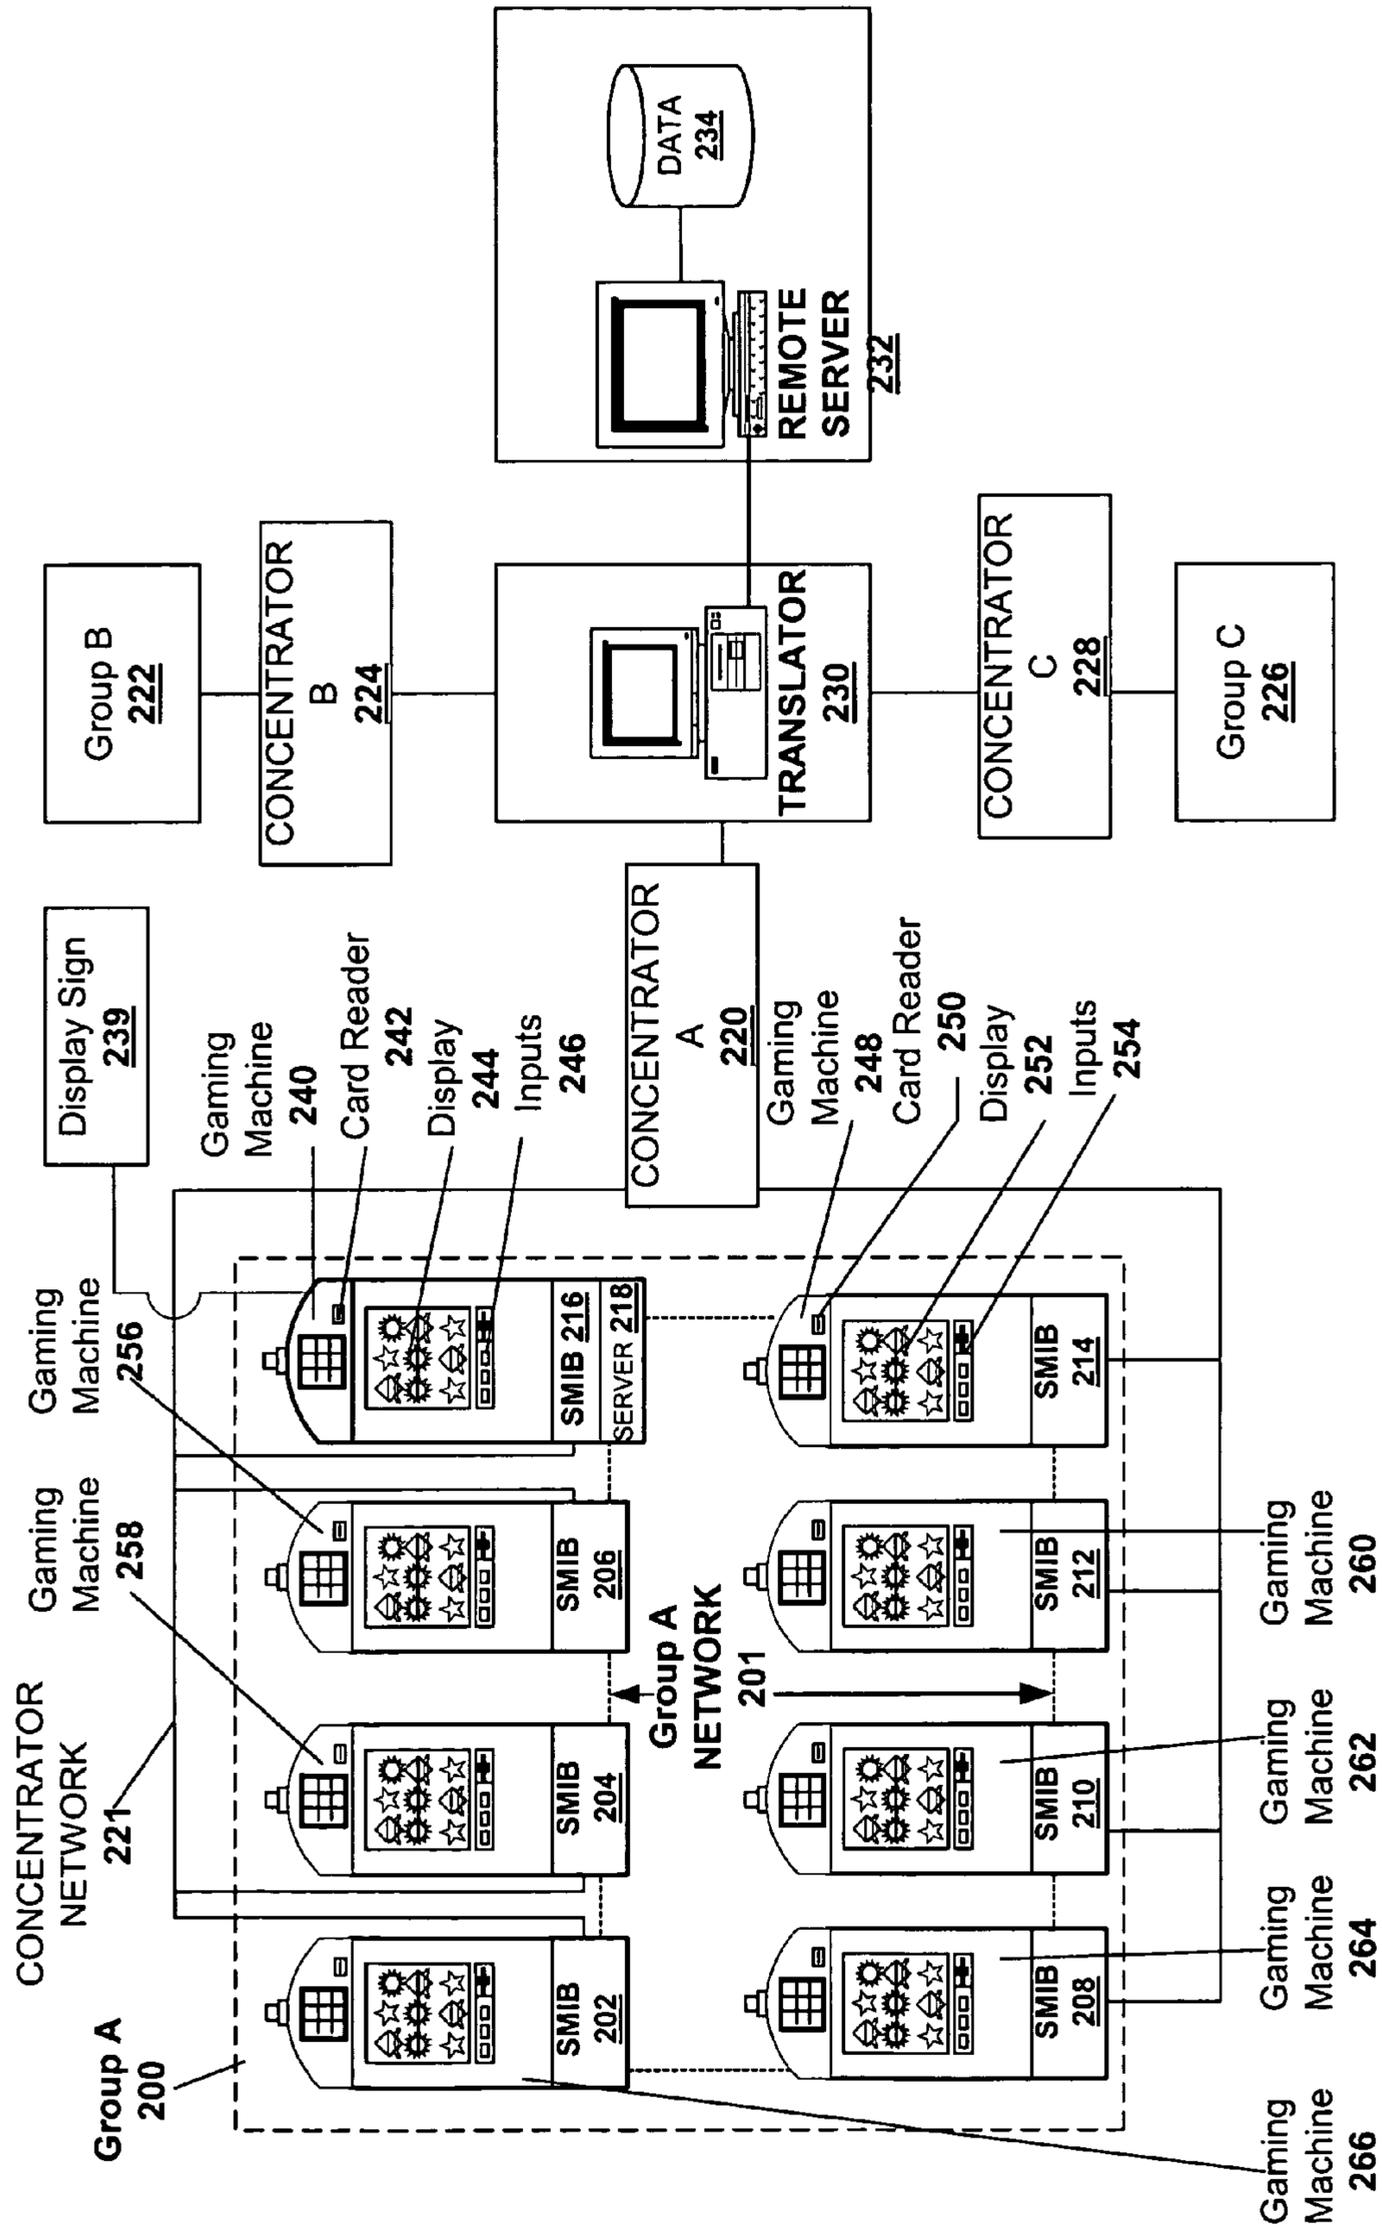 Group A
200
CONCENTRATOR
NETWORK
221
Gaming
Machine
258
Gaming
Machine
256
Display Sign
239
Group B
222
CONCENTRATOR
B
224
Gaming
Machine
240
Card Reader
242
Display
244
Inputs
246
SMIB
202
SMIB
204
SMIB
206
SMIB 216
SERVER 218
Group A
NETWORK
201
CONCENTRATOR
A
220
TRANSLATOR
230
REMOTE
SERVER
232
DATA
234
Gaming
Machine
248
Card Reader
250
Display
252
Inputs
254
SMIB
208
SMIB
210
SMIB
212
SMIB
214
CONCENTRATOR
C
228
Group C
226
Gaming
Machine
266
Gaming
Machine
264
Gaming
Machine
262
Gaming
Machine
260